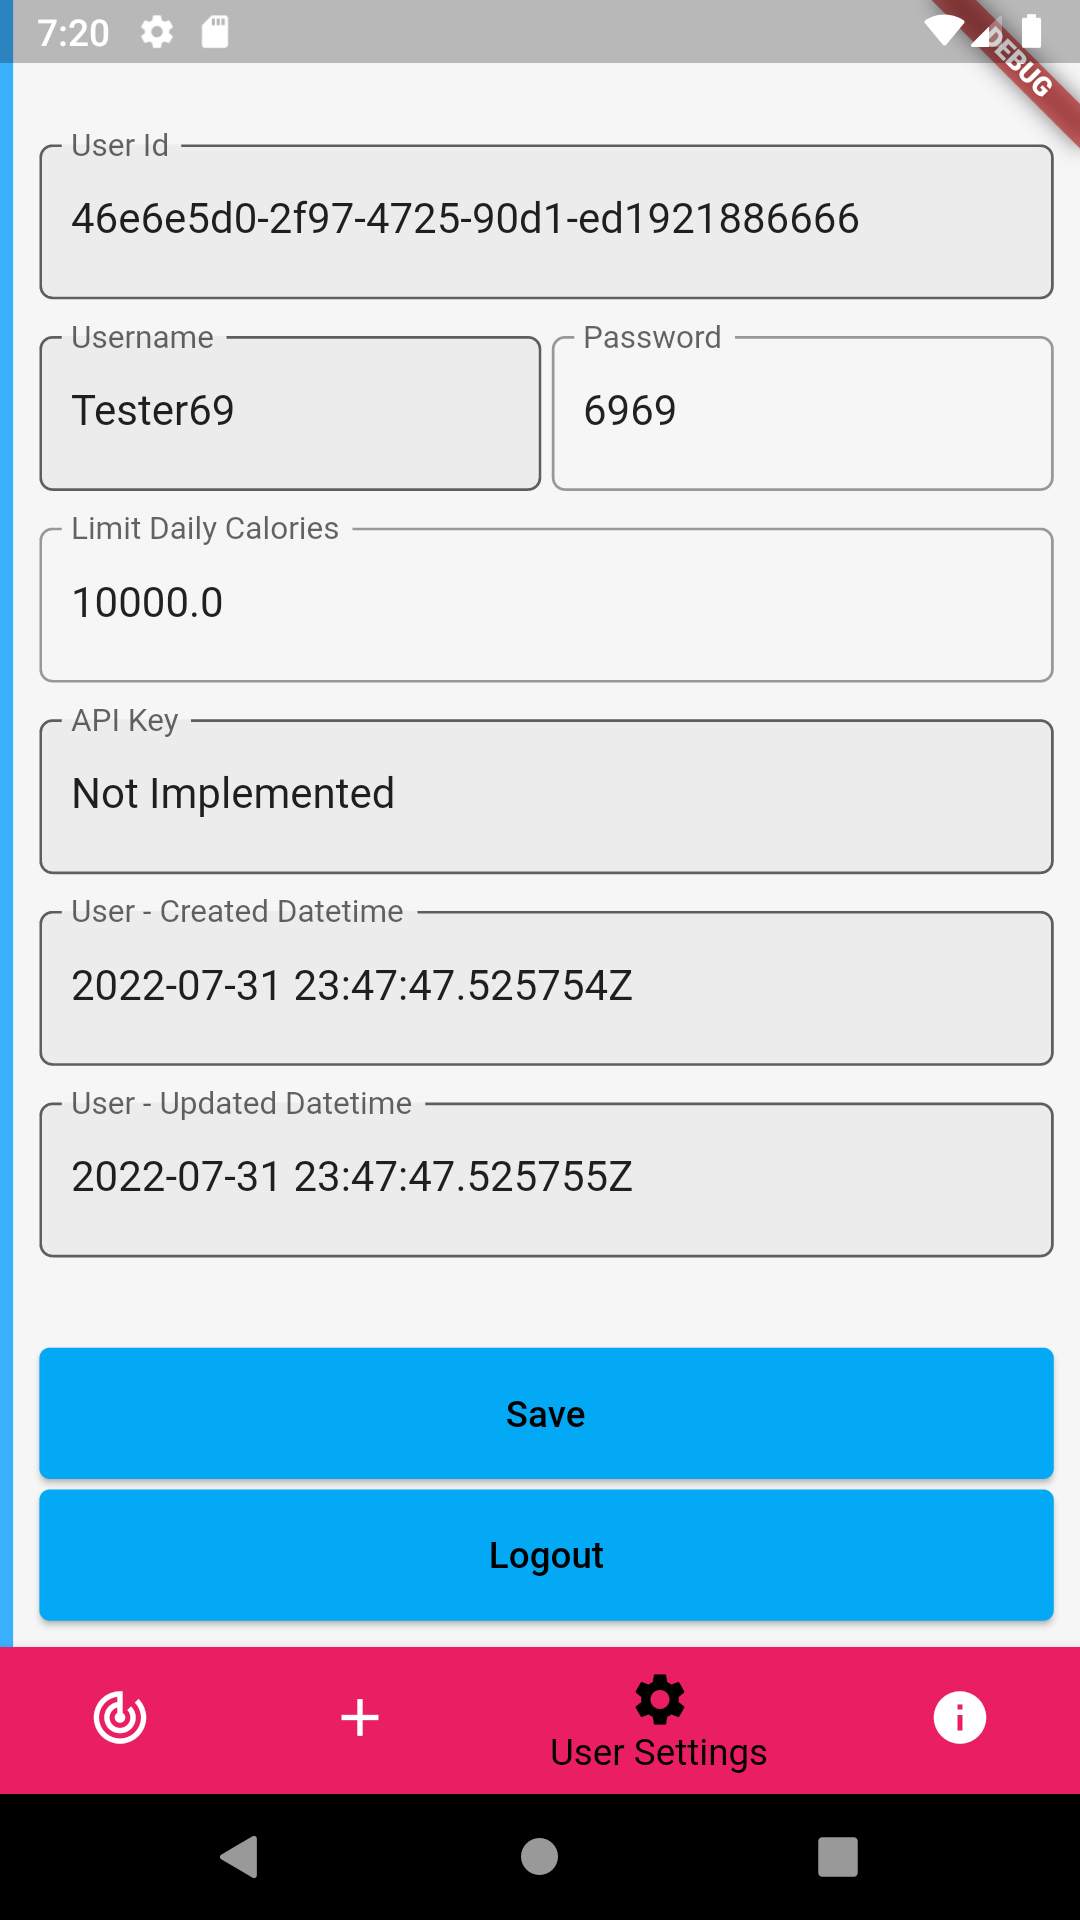 7:20
DEBUG
User Id
46e6e5d0-2f97-4725-90d1-ed1921886666
Username
Password
Tester69
6969
Limit Daily Calories
10000.0
API Key
Not Implemented
User - Created Datetime
2022-07-31 23:47:47.525754Z
User - Updated Datetime
2022-07-31 23:47:47.525755Z
Save
Logout
User Settings